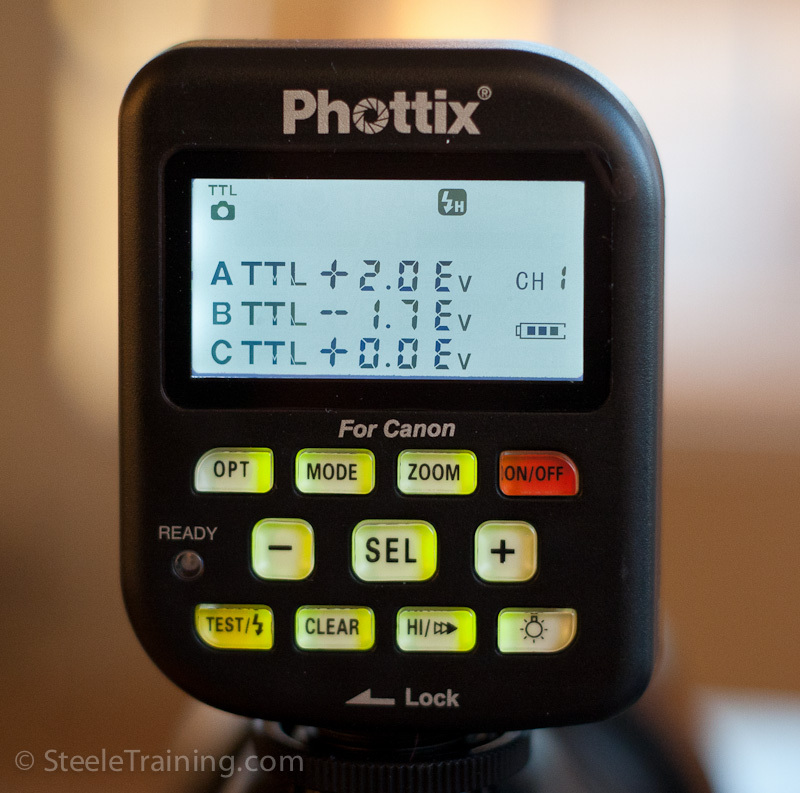 Phottix®
TTL
H
A TTL +2.0 Ev CH 1
B TTL -- 1.7 Ev
C TTL +0.0 Ev
For Canon
OPT MODE ZOOM ON/OFF
READY
- SEL +
TEST/ CLEAR HI/
Lock
© SteeleTraining.com